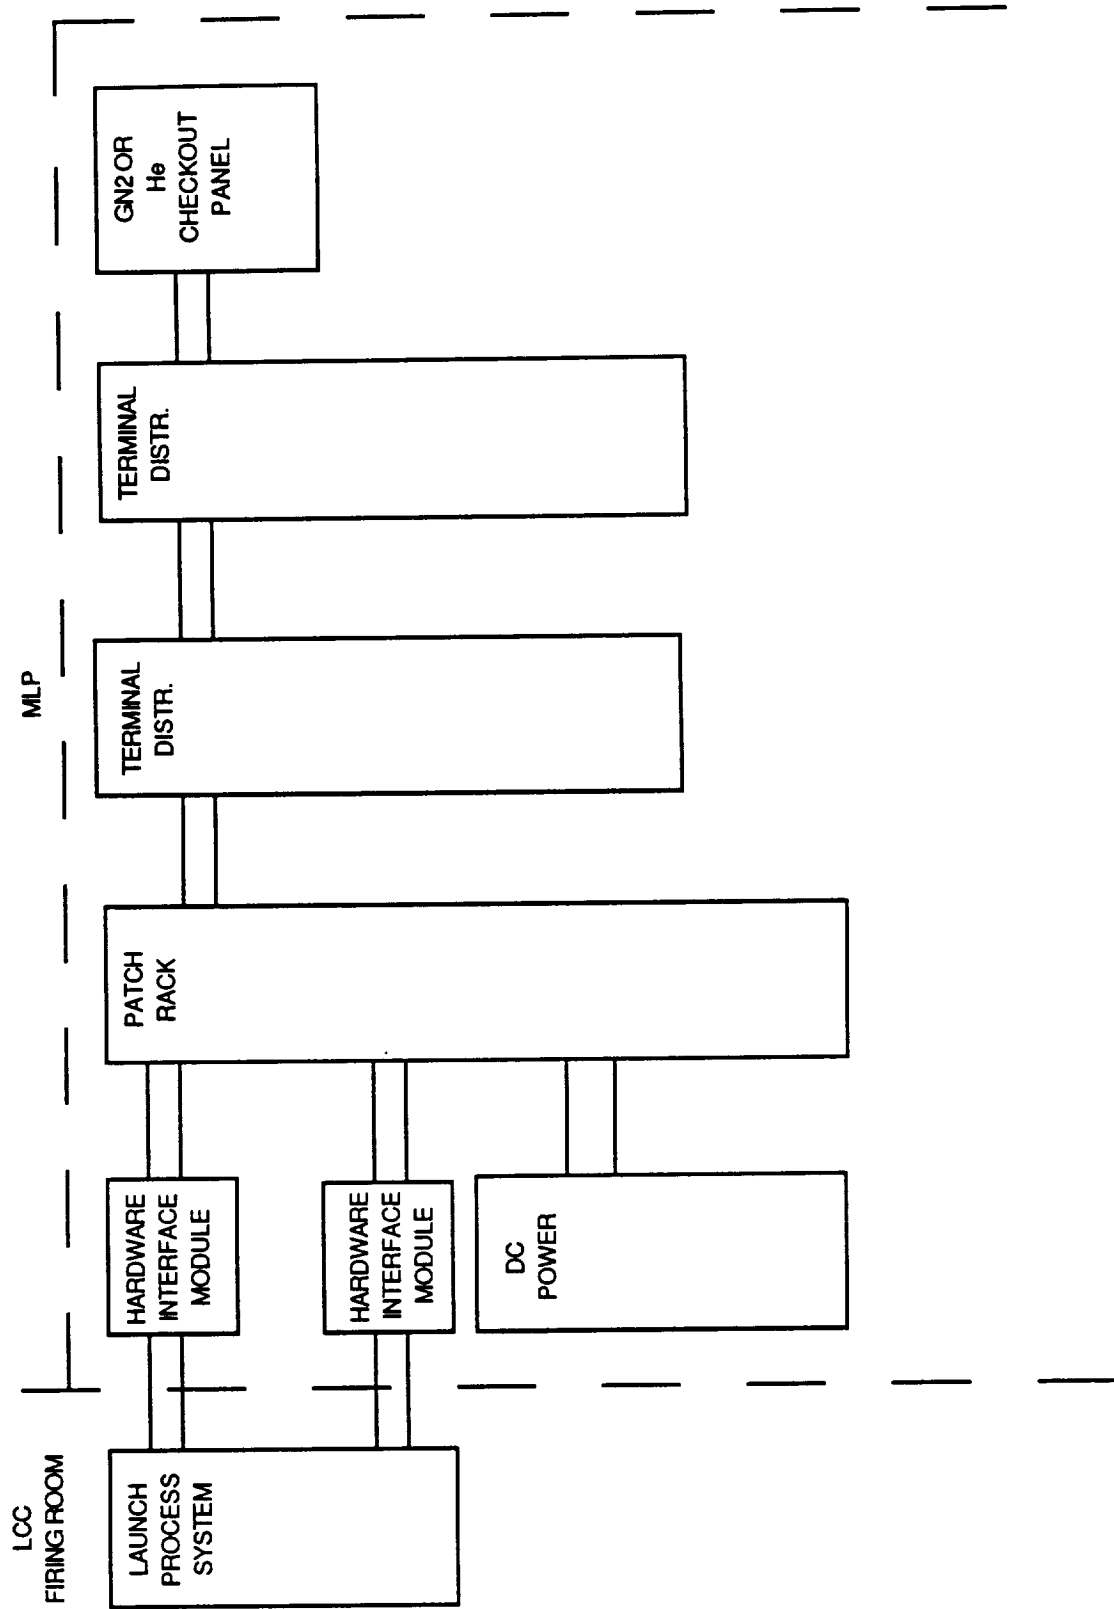 LCC
FIRING ROOM
MLP
LAUNCH
PROCESS
SYSTEM
HARDWARE
INTERFACE
MODULE
HARDWARE
INTERFACE
MODULE
DC
POWER
PATCH
RACK
TERMINAL
DISTR.
TERMINAL
DISTR.
GN2 OR
He
CHECKOUT
PANEL